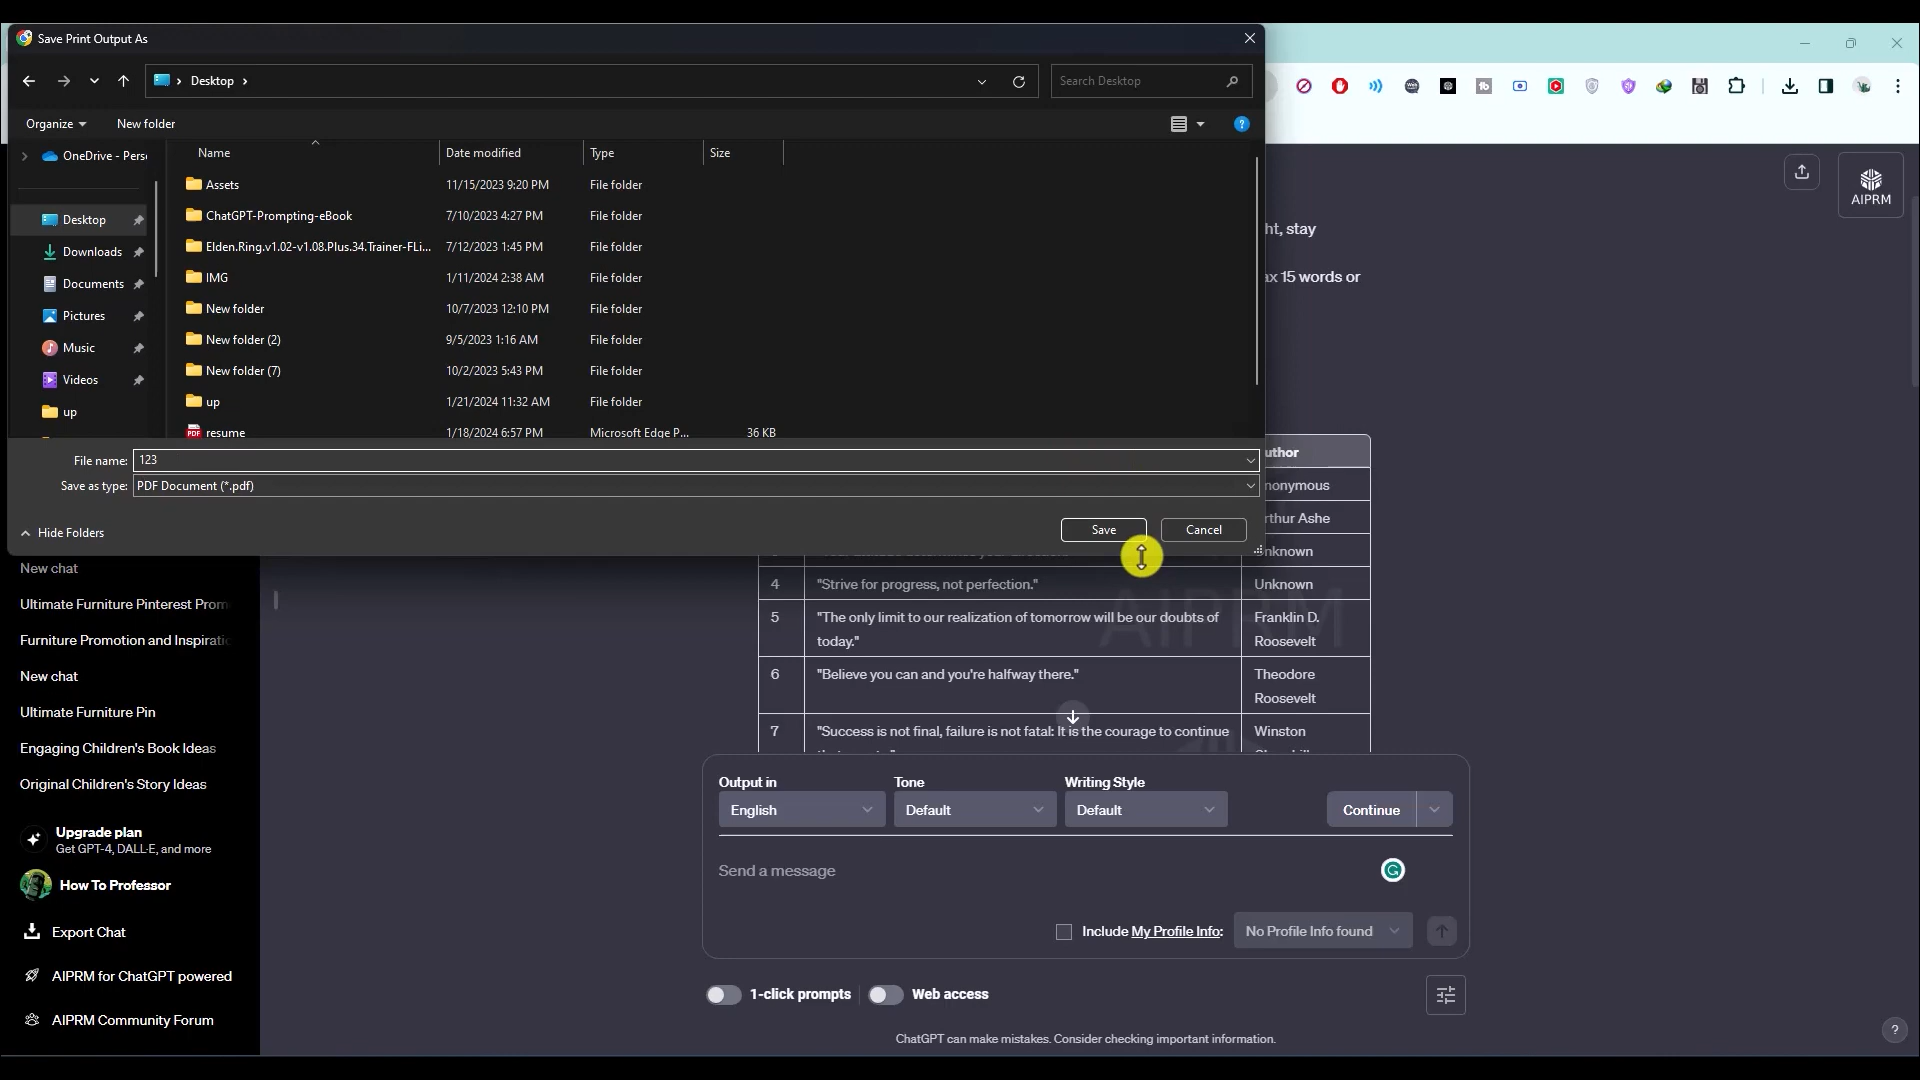 Save Print Output As
Desktop
Search Desktop
Organize
New folder
Name
Date modified
Type
Size
OneDrive - Pers
Desktop
Downloads
Documents
Pictures
Music
Videos
up
Assets 11/15/2023 9:20 PM File folder
ChatGPT-Prompting-eBook 7/10/2023 4:27 PM File folder
Elden.Ring.v1.02-v1.08.Plus.34.Trainer-FLi... 7/12/2023 1:45 PM File folder
IMG 1/11/2024 2:38 AM File folder
New folder 10/7/2023 12:10 PM File folder
New folder (2) 9/5/2023 1:16 AM File folder
New folder (7) 10/2/2023 5:43 PM File folder
up 1/21/2024 11:32 AM File folder
resume 1/18/2024 6:57 PM Microsoft Edge P... 36 KB
File name: 123
Save as type: PDF Document (*.pdf)
Hide Folders
Save
Cancel
AIPRM
ht, stay
ax 15 words or
uthor
nonymous
rthur Ashe
nknown
4 "Strive for progress, not perfection." Unknown
5 "The only limit to our realization of tomorrow will be our doubts of Franklin D.
today." Roosevelt
6 "Believe you can and you're halfway there." Theodore
Roosevelt
7 "Success is not final, failure is not fatal: It is the courage to continue Winston
AIPRM
New chat
Ultimate Furniture Pinterest Prom
Furniture Promotion and Inspirati
New chat
Ultimate Furniture Pin
Engaging Children's Book Ideas
Original Children's Story Ideas
Upgrade plan
Get GPT-4, DALL·E, and more
How To Professor
Export Chat
AIPRM for ChatGPT powered
AIPRM Community Forum
Output in
Tone
Writing Style
English
Default
Default
Continue
Send a message
Include My Profile Info:
No Profile Info found
1-click prompts
Web access
ChatGPT can make mistakes. Consider checking important information.
?